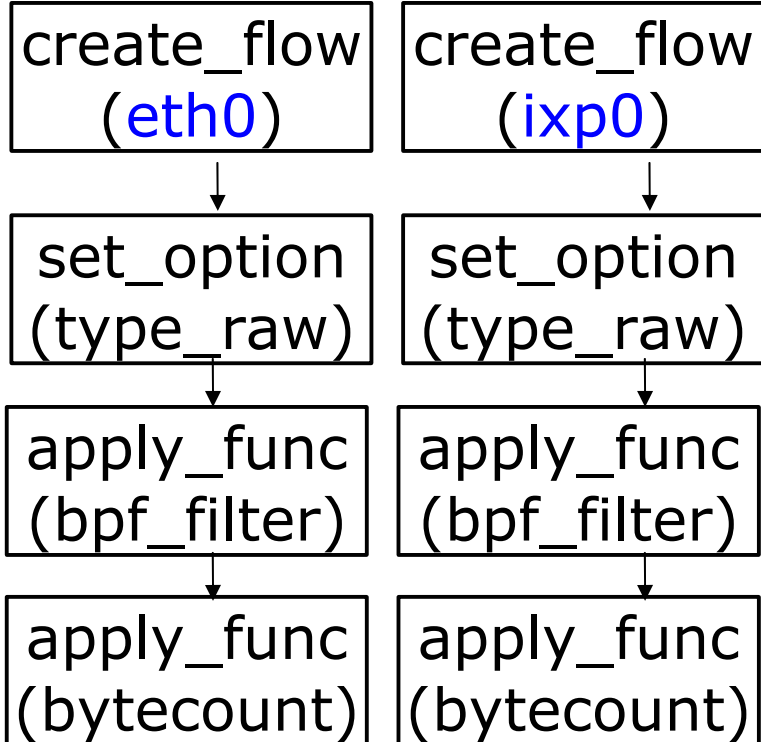 create_flow
(eth0)
set_option
(type_raw)
apply_func
(bpf_filter)
apply_func
(bytecount)
create_flow
(ixp0)
set_option
(type_raw)
apply_func
(bpf_filter)
apply_func
(bytecount)